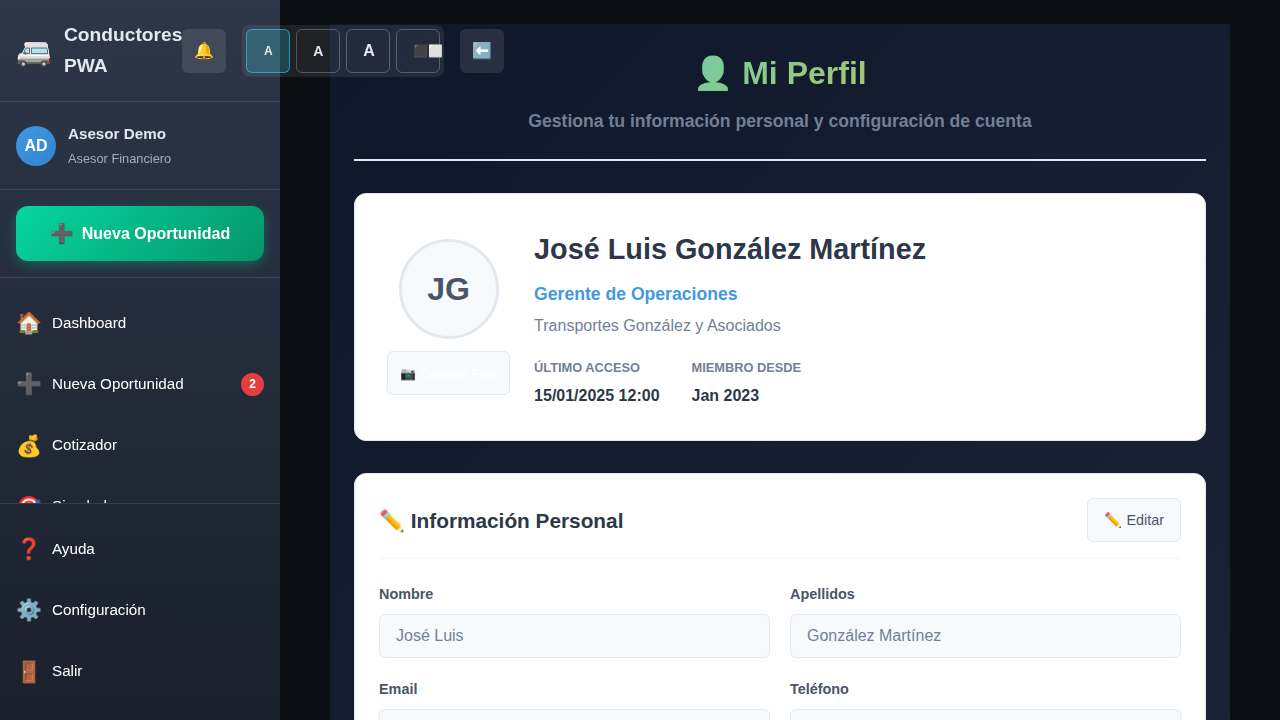 Conductores
PWA
A
A
A
AD
Asesor Demo
Asesor Financiero
Nueva Oportunidad
Dashboard
Nueva Oportunidad
2
Cotizador
Ayuda
Configuración
Salir
Mi Perfil
Gestiona tu información personal y configuración de cuenta
JG
José Luis González Martínez
Gerente de Operaciones
Transportes González y Asociados
Cambiar Foto
ÚLTIMO ACCESO
MIEMBRO DESDE
15/01/2025 12:00
Jan 2023
Información Personal
Editar
Nombre
Apellidos
José Luis
González Martínez
Email
Teléfono